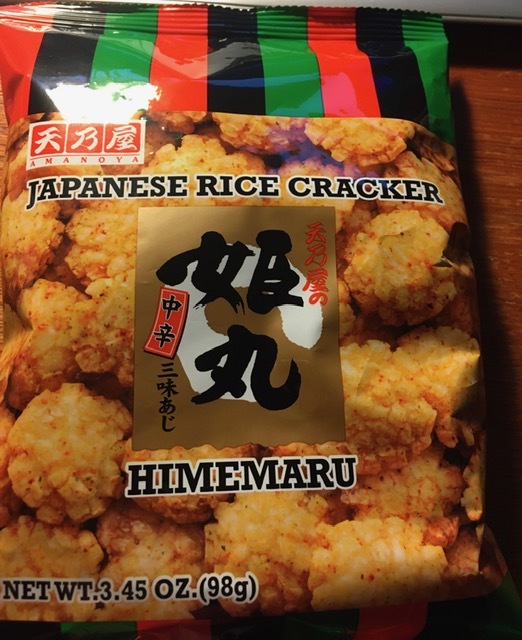 天乃屋
AMANOYA
JAPANESE RICE CRACKER
天乃屋の
姫丸
中辛
三味あじ
HIMEMARU
NET WT.3.45 OZ.(98g)